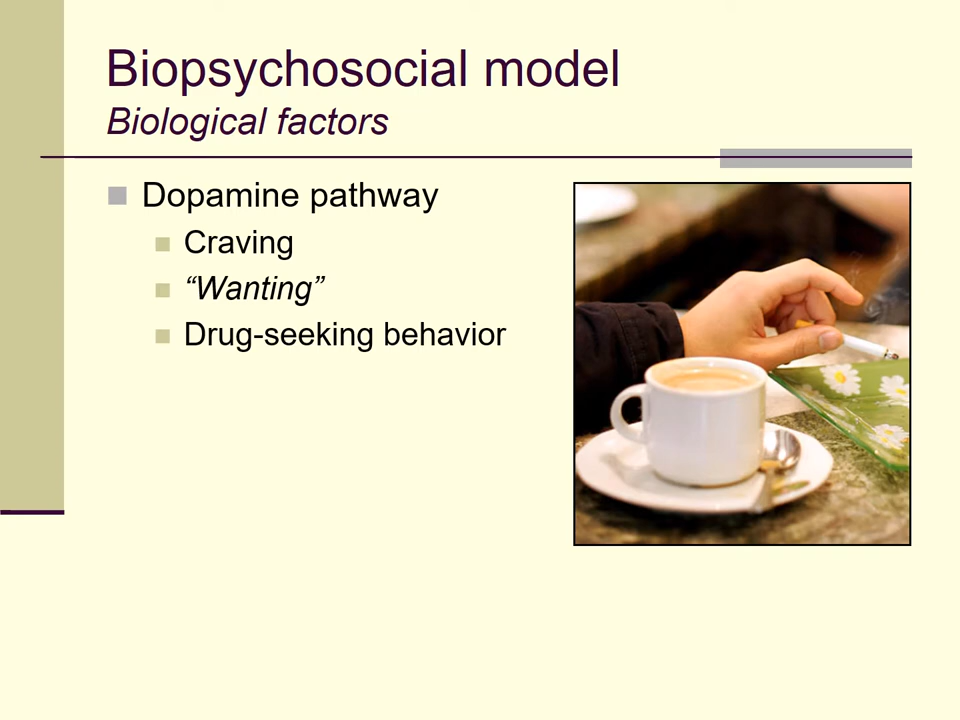 Biopsychosocial model
Biological factors
Dopamine pathway
Craving
“Wanting”
Drug-seeking behavior